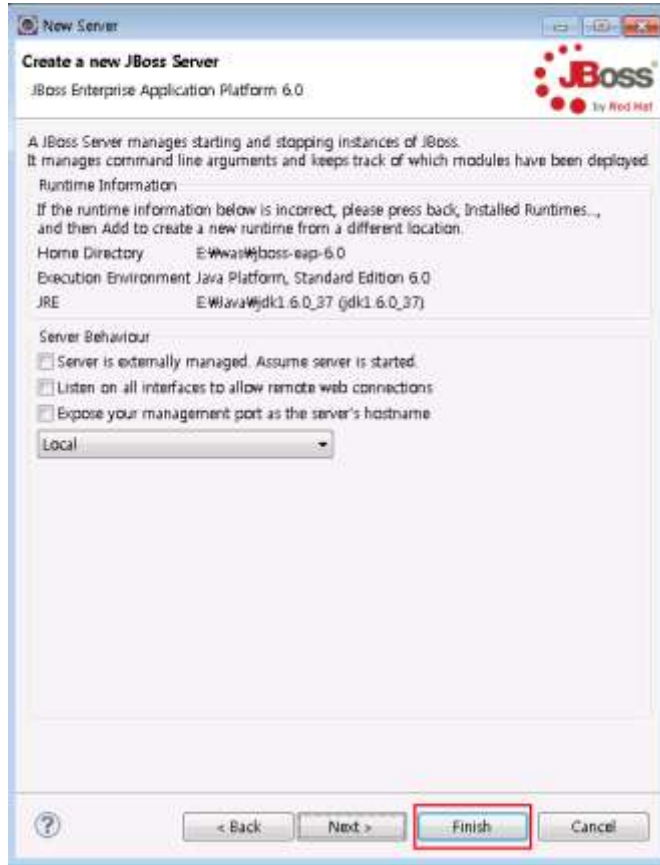 New Server
Create a new JBoss Server
JBoss Enterprise Application Platform 6.0
JBoss
by Red Hat
A JBoss Server manages starting and stopping instances of JBoss.
It manages command line arguments and keeps track of which modules have been deployed.
Runtime Information
If the runtime information below is incorrect, please press back, Installed Runtimes...,
and then Add to create a new runtime from a different location.
Home Directory E:₩was₩jboss-eap-6.0
Execution Environment Java Platform, Standard Edition 6.0
JRE E:₩Java₩jdk1.6.0_37 (jdk1.6.0_37)
Server Behaviour
Server is externally managed. Assume server is started.
Listen on all interfaces to allow remote web connections
Expose your management port as the server's hostname
Local
?
< Back Next > Finish Cancel